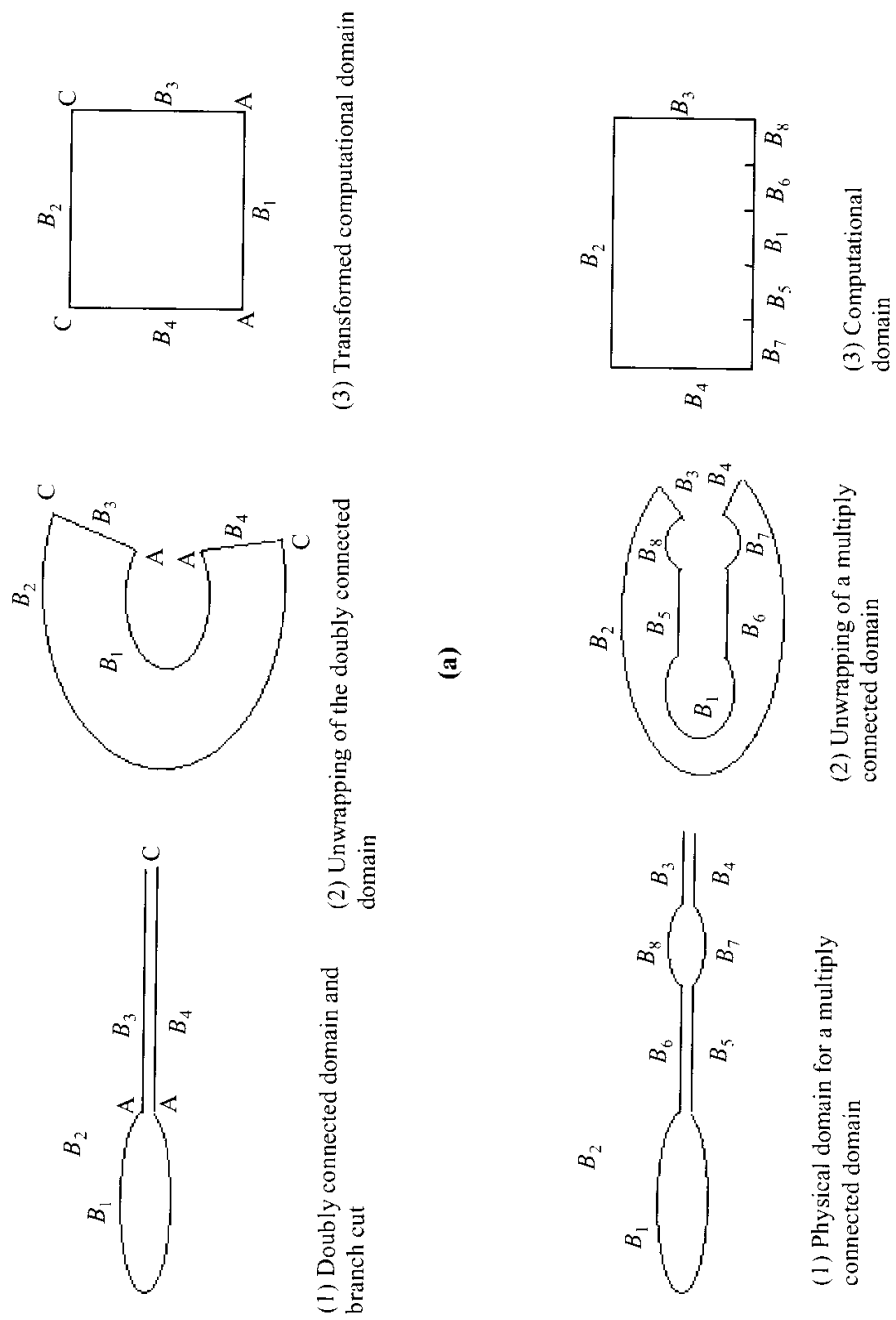 B₂
B₁
A
A
B₃
B₄
C
(1) Doubly connected domain and
branch cut
B₂
B₁
C
B₃
A
A
B₄
C
(2) Unwrapping of the doubly connected
domain
C
B₂
C
B₄
B₃
A
B₁
A
(3) Transformed computational domain
(a)
B₂
B₁
B₆
B₅
B₈
B₇
B₃
B₄
(1) Physical domain for a multiply
connected domain
B₂
B₁
B₅
B₆
B₈
B₇
B₃
B₄
(2) Unwrapping of a multiply
connected domain
B₂
B₄
B₃
B₇ B₅ B₁ B₆ B₈
(3) Computational
domain